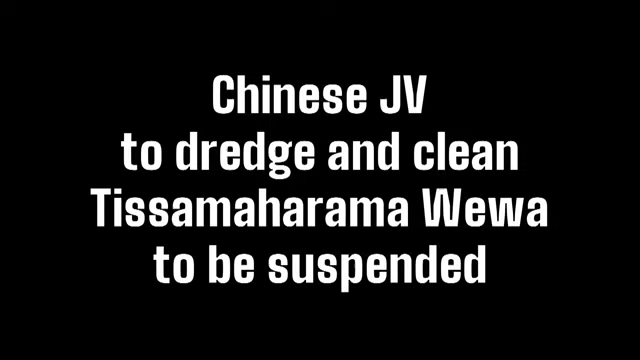 Chinese JV
to dredge and clean
Tissamaharama Wewa
to be suspended